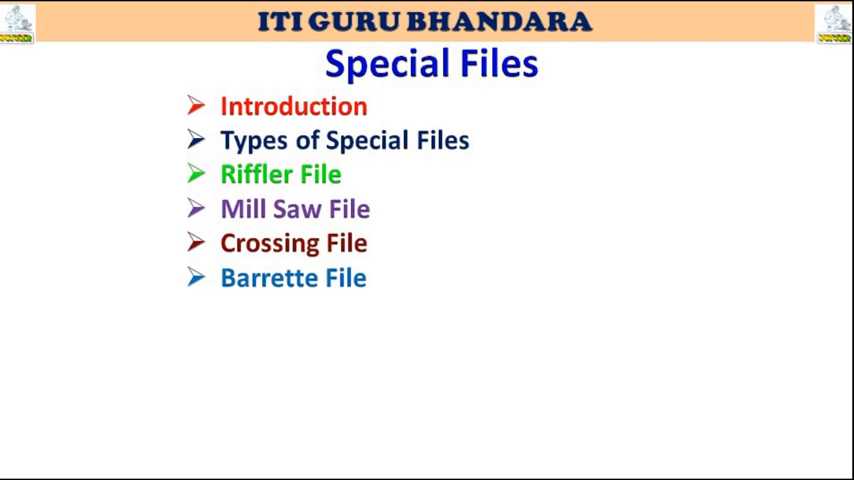 ITI GURU BHANDARA
Special Files
Introduction
Types of Special Files
Riffler File
Mill Saw File
Crossing File
Barrette File